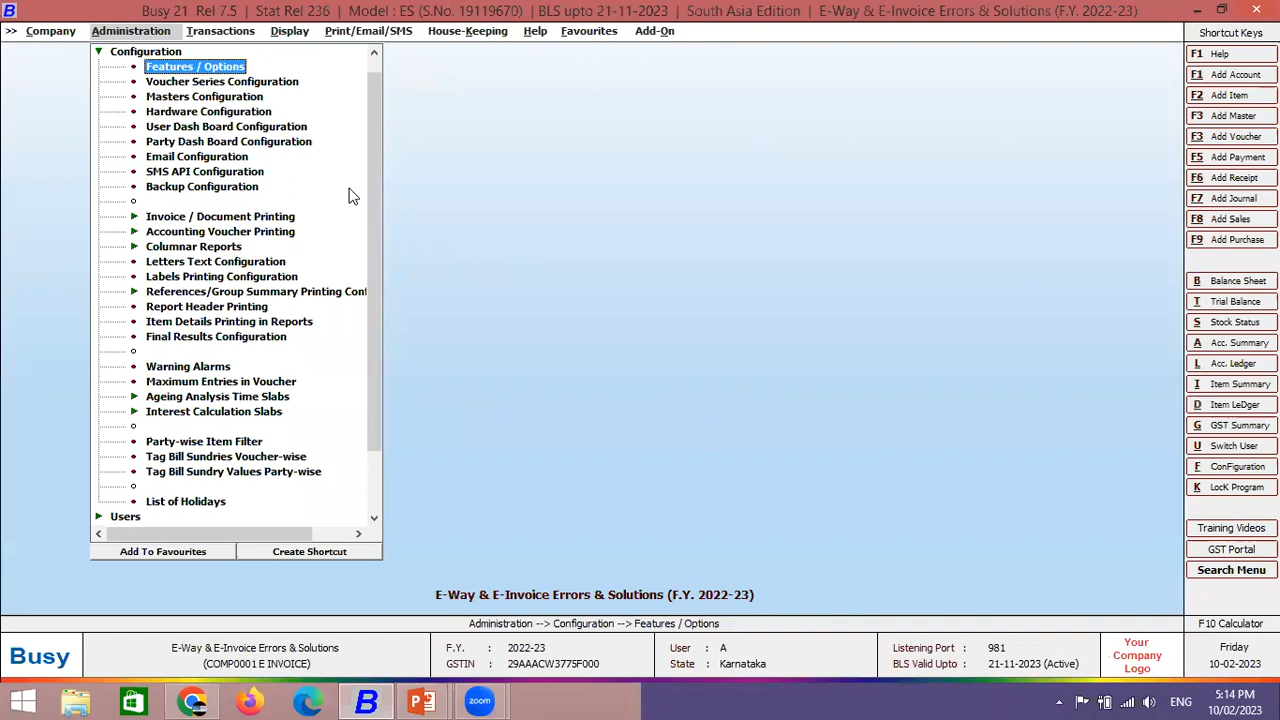 Busy 21 Rel 7.5 | Stat Rel 236 | Model : ES (S.No. 19119670) | BLS upto 21-11-2023 | South Asia Edition | E-Way & E-Invoice Errors & Solutions (F.Y. 2022-23)
>> Company Administration Transactions Display Print/Email/SMS House-Keeping Help Favourites Add-On
Configuration
Features / Options
Voucher Series Configuration
Masters Configuration
Hardware Configuration
User Dash Board Configuration
Party Dash Board Configuration
Email Configuration
SMS API Configuration
Backup Configuration
Invoice / Document Printing
Accounting Voucher Printing
Columnar Reports
Letters Text Configuration
Labels Printing Configuration
References/Group Summary Printing Conf
Report Header Printing
Item Details Printing in Reports
Final Results Configuration
Warning Alarms
Maximum Entries in Voucher
Ageing Analysis Time Slabs
Interest Calculation Slabs
Party-wise Item Filter
Tag Bill Sundries Voucher-wise
Tag Bill Sundry Values Party-wise
List of Holidays
Users
Add To Favourites Create Shortcut
Shortcut Keys
F1 Help
F1 Add Account
F2 Add Item
F3 Add Master
F3 Add Voucher
F5 Add Payment
F6 Add Receipt
F7 Add Journal
F8 Add Sales
F9 Add Purchase
B Balance Sheet
T Trial Balance
S Stock Status
A Acc. Summary
L Acc. Ledger
I Item Summary
D Item LeDger
G GST Summary
U Switch User
F ConFiguration
K LocK Program
Training Videos
GST Portal
Search Menu
F10 Calculator
E-Way & E-Invoice Errors & Solutions (F.Y. 2022-23)
Administration --> Configuration --> Features / Options
Busy
E-Way & E-Invoice Errors & Solutions
(COMP0001 E INVOICE)
F.Y. : 2022-23
GSTIN : 29AAACW3775F000
User : A
State : Karnataka
Listening Port : 981
BLS Valid Upto : 21-11-2023 (Active)
Your
Company
Logo
Friday
10-02-2023
zoom
ENG
5:14 PM
10/02/2023